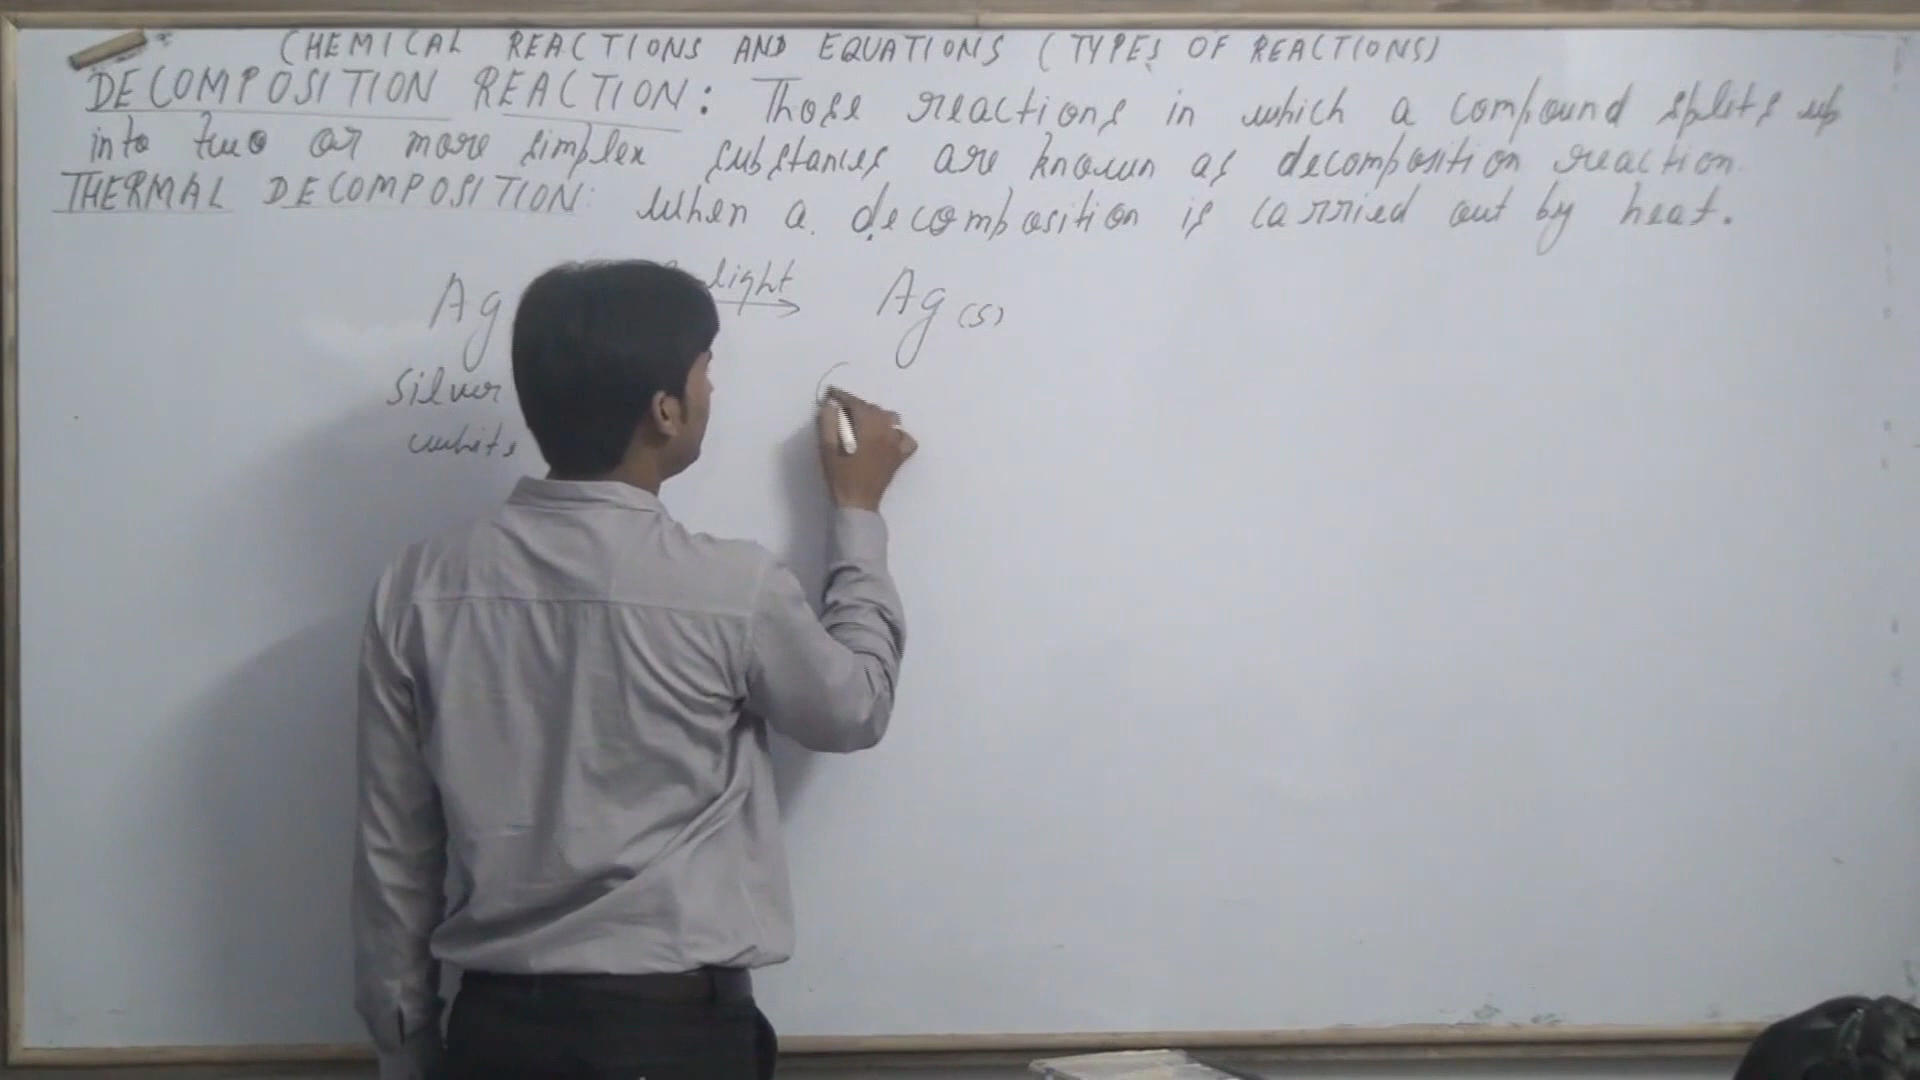 CHEMICAL REACTIONS AND EQUATIONS (TYPES OF REACTIONS)
DECOMPOSITION REACTION: Those reactions in which a compound splits up
into two or more simplex substances are known as decomposition reaction.
THERMAL DECOMPOSITION: When a decomposition is carried out by heat.
Ag light Ag (s)
Silver
white